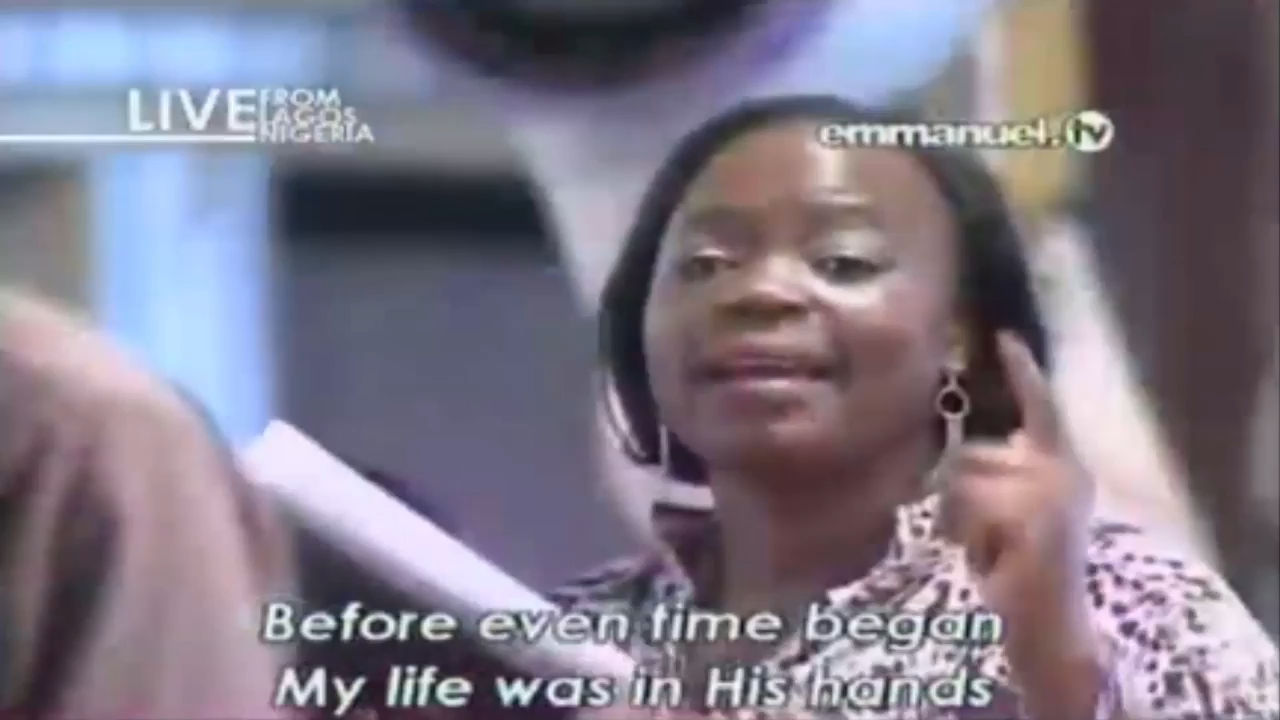 LIVE FROM
LAGOS
NIGERIA
emmanuel.tv
Before even time began
My life was in His hands